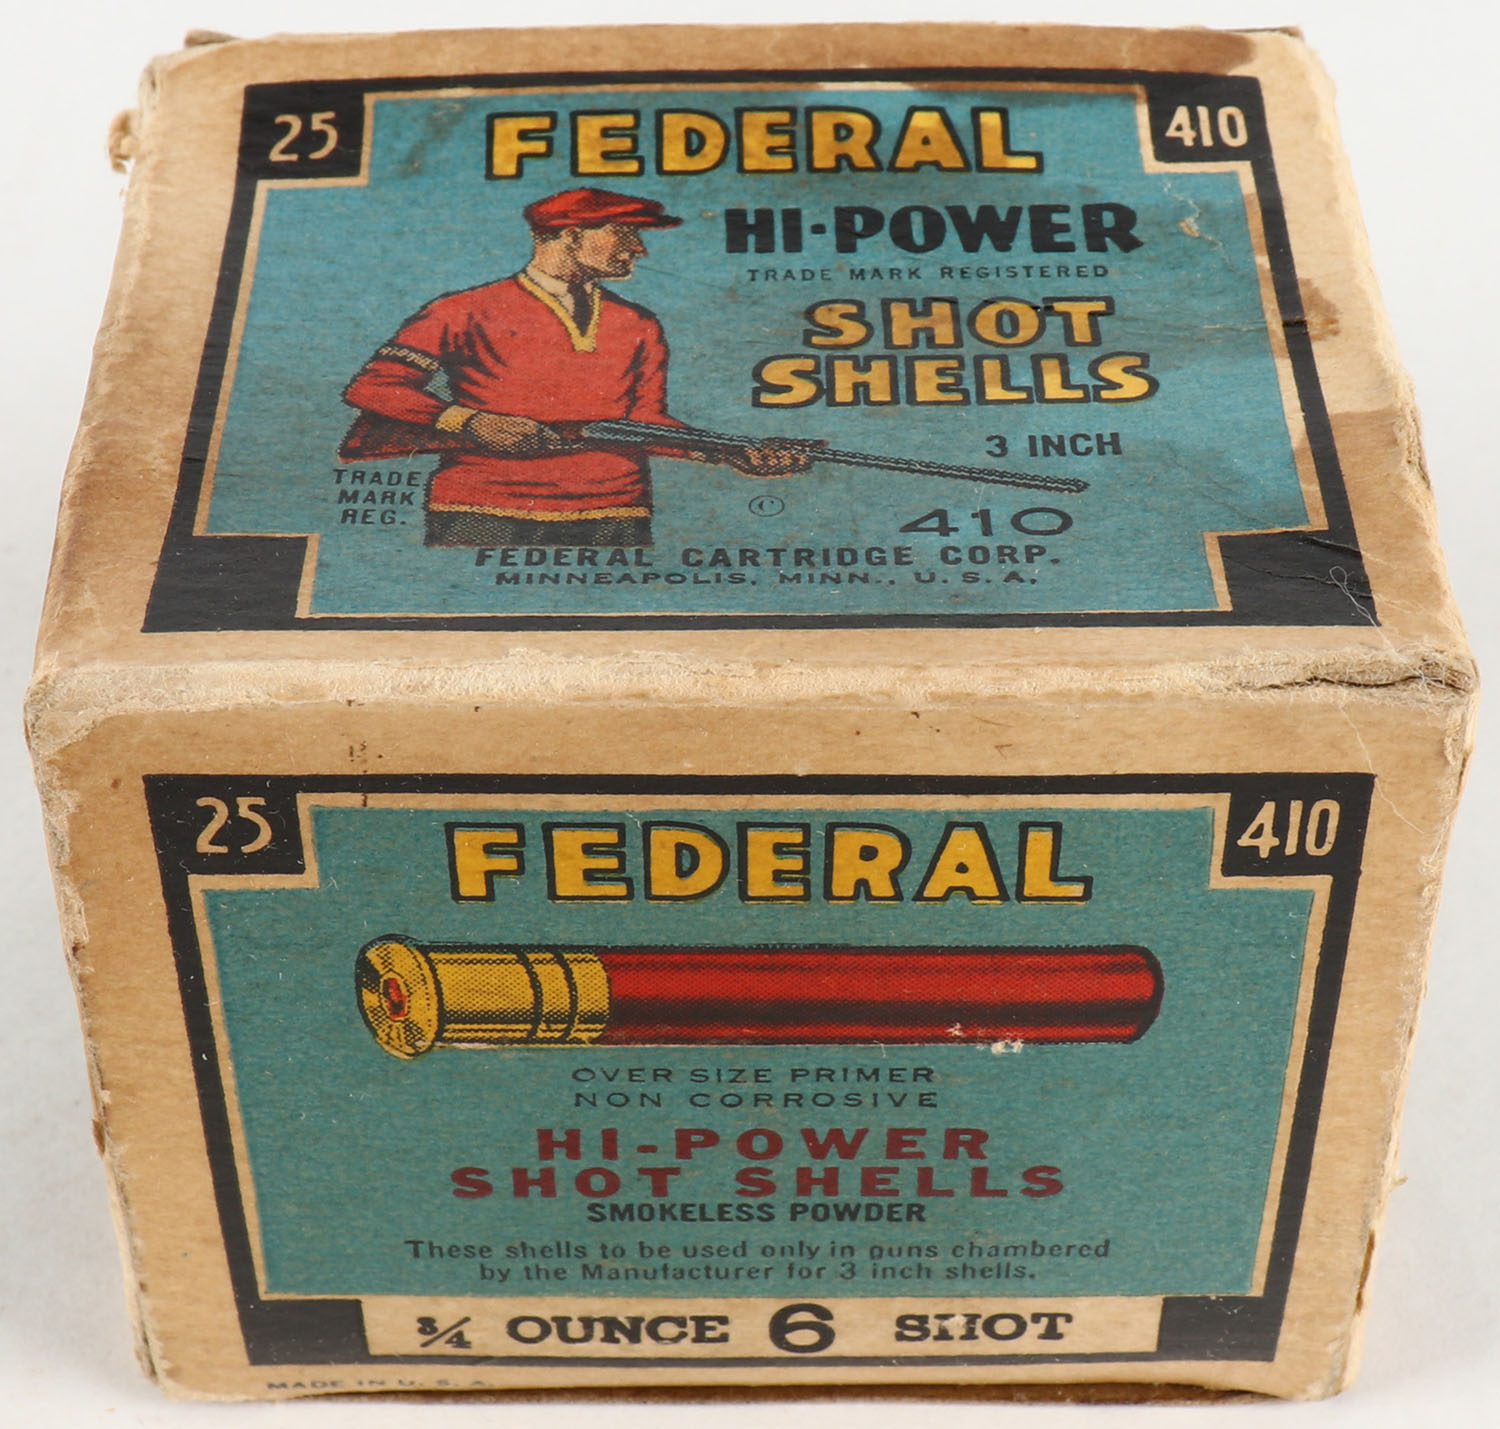 25
FEDERAL
410
HI-POWER
TRADE MARK REGISTERED
SHOT
SHELLS
3 INCH
HI-POWER
TRADE
MARK
REG.
©
410
FEDERAL CARTRIDGE CORP.
MINNEAPOLIS, MINN., U.S.A.
25
FEDERAL
410
OVER SIZE PRIMER
NON CORROSIVE
HI-POWER
SHOT SHELLS
SMOKELESS POWDER
These shells to be used only in guns chambered
by the Manufacturer for 3 inch shells.
3/4 OUNCE 6 SHOT
MADE IN U.S.A.